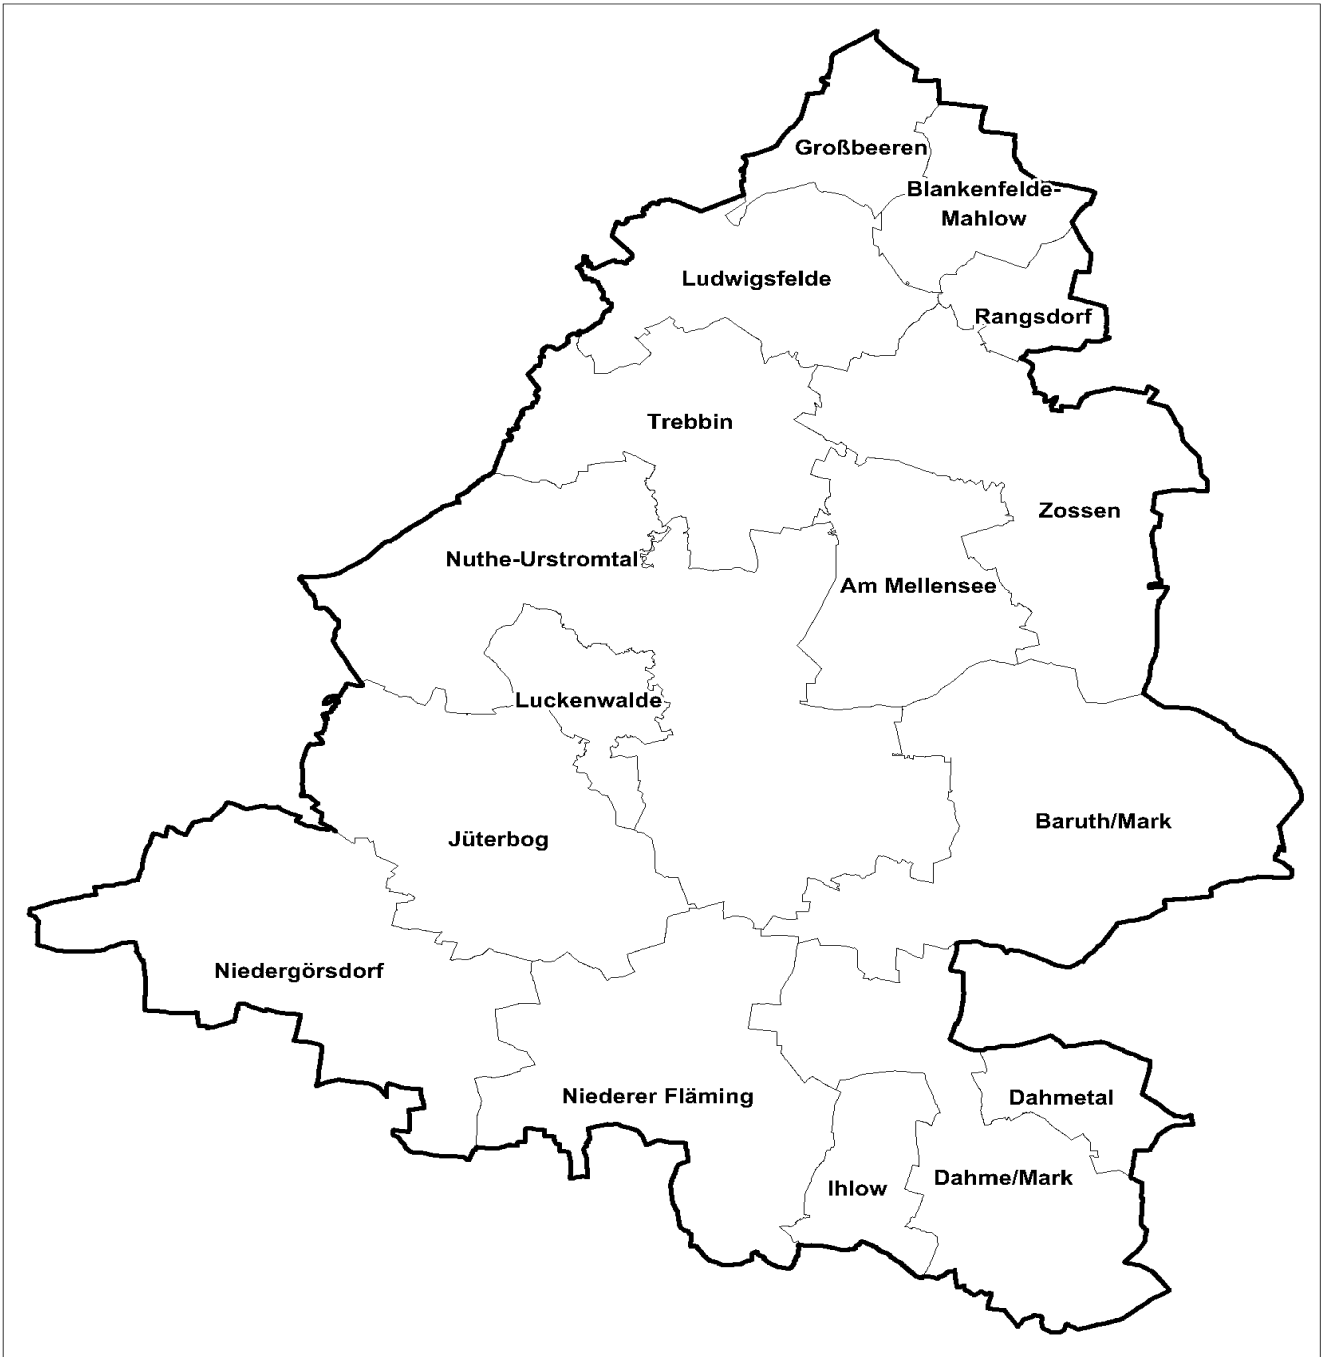 Großbeeren
Blankenfelde-
Mahlow
Ludwigsfelde
Rangsdorf
Trebbin
Zossen
Nuthe-Urstromtal
Am Mellensee
Luckenwalde
Baruth/Mark
Jüterbog
Niedergörsdorf
Niederer Fläming
Dahmetal
Dahme/Mark
Ihlow